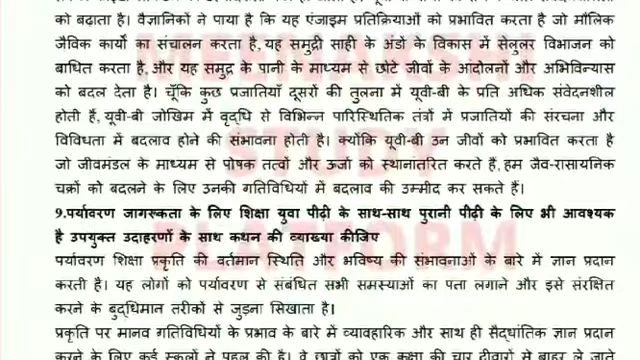 को बढ़ाता है। वैज्ञानिकों ने पाया है कि यह एंजाइम प्रतिक्रियाओं को प्रभावित करता है जो मौलिक
जैविक कार्यों का संचालन करता है, यह समुद्री साही के अंडों के विकास में सेलुलर विभाजन को
बाधित करता है, और यह समुद्र के पानी के माध्यम से छोटे जीवों के आंदोलनों और अभिविन्यास
को बदल देता है। चूँकि कुछ प्रजातियाँ दूसरों की तुलना में यूवी-बी के प्रति अधिक संवेदनशील
होती हैं, यूवी-बी जोखिम में वृद्धि से विभिन्न पारिस्थितिक तंत्रों में प्रजातियों की संरचना और
विविधता में बदलाव होने की संभावना होती है। क्योंकि यूवी-बी उन जीवों को प्रभावित करता है
जो जीवमंडल के माध्यम से पोषक तत्वों और ऊर्जा को स्थानांतरित करते हैं, हम जैव-रासायनिक
चक्रों को बदलने के लिए उनकी गतिविधियों में बदलाव की उम्मीद कर सकते हैं।
9.पर्यावरण जागरुकता के लिए शिक्षा युवा पीढ़ी के साथ-साथ पुरानी पीढ़ी के लिए भी आवश्यक
है उपयुक्त उदाहरणों के साथ कथन की व्याख्या कीजिए
पर्यावरण शिक्षा प्रकृति की वर्तमान स्थिति और भविष्य की संभावनाओं के बारे में ज्ञान प्रदान
करती है। यह लोगों को पर्यावरण से संबंधित सभी समस्याओं का पता लगाने और इसे संरक्षित
करने के बुद्धिमान तरीकों से जुड़ना सिखाता है।
प्रकृति पर मानव गतिविधियों के प्रभाव के बारे में व्यावहारिक और साथ ही सैद्धांतिक ज्ञान प्रदान
करने के लिए कई स्कूलों ने पहल की है। वे छात्रों को एक कक्षा की चार दीवारों से बाहर ले जाते
STUDY
PLATFORM